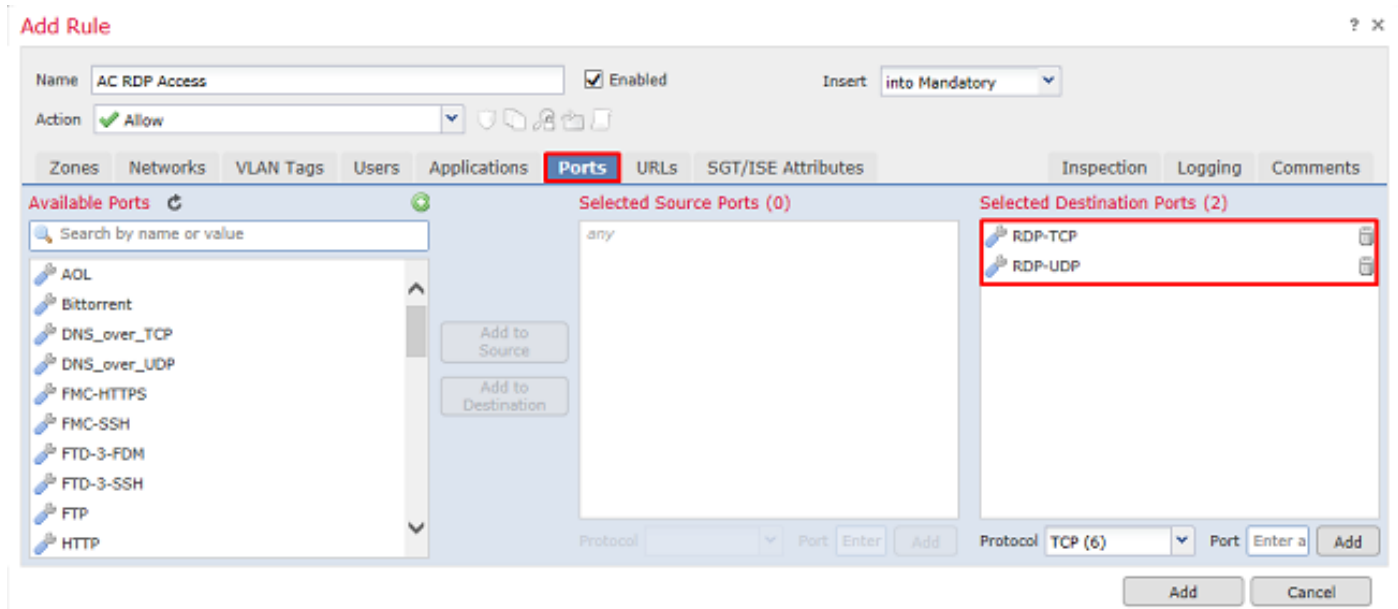 Add Rule
? ×
Name AC RDP Access Enabled Insert into Mandatory
Action Allow
Zones Networks VLAN Tags Users Applications Ports URLs SGT/ISE Attributes Inspection Logging Comments
Available Ports Selected Source Ports (0) Selected Destination Ports (2)
Search by name or value any RDP-TCP
RDP-UDP
AOL
Bittorrent
DNS_over_TCP Add to
Source
DNS_over_UDP
FMC-HTTPS Add to
Destination
FMC-SSH
FTD-3-FDM
FTD-3-SSH
FTP
HTTP Protocol Port Enter Add Protocol TCP (6) Port Enter a Add
Add Cancel